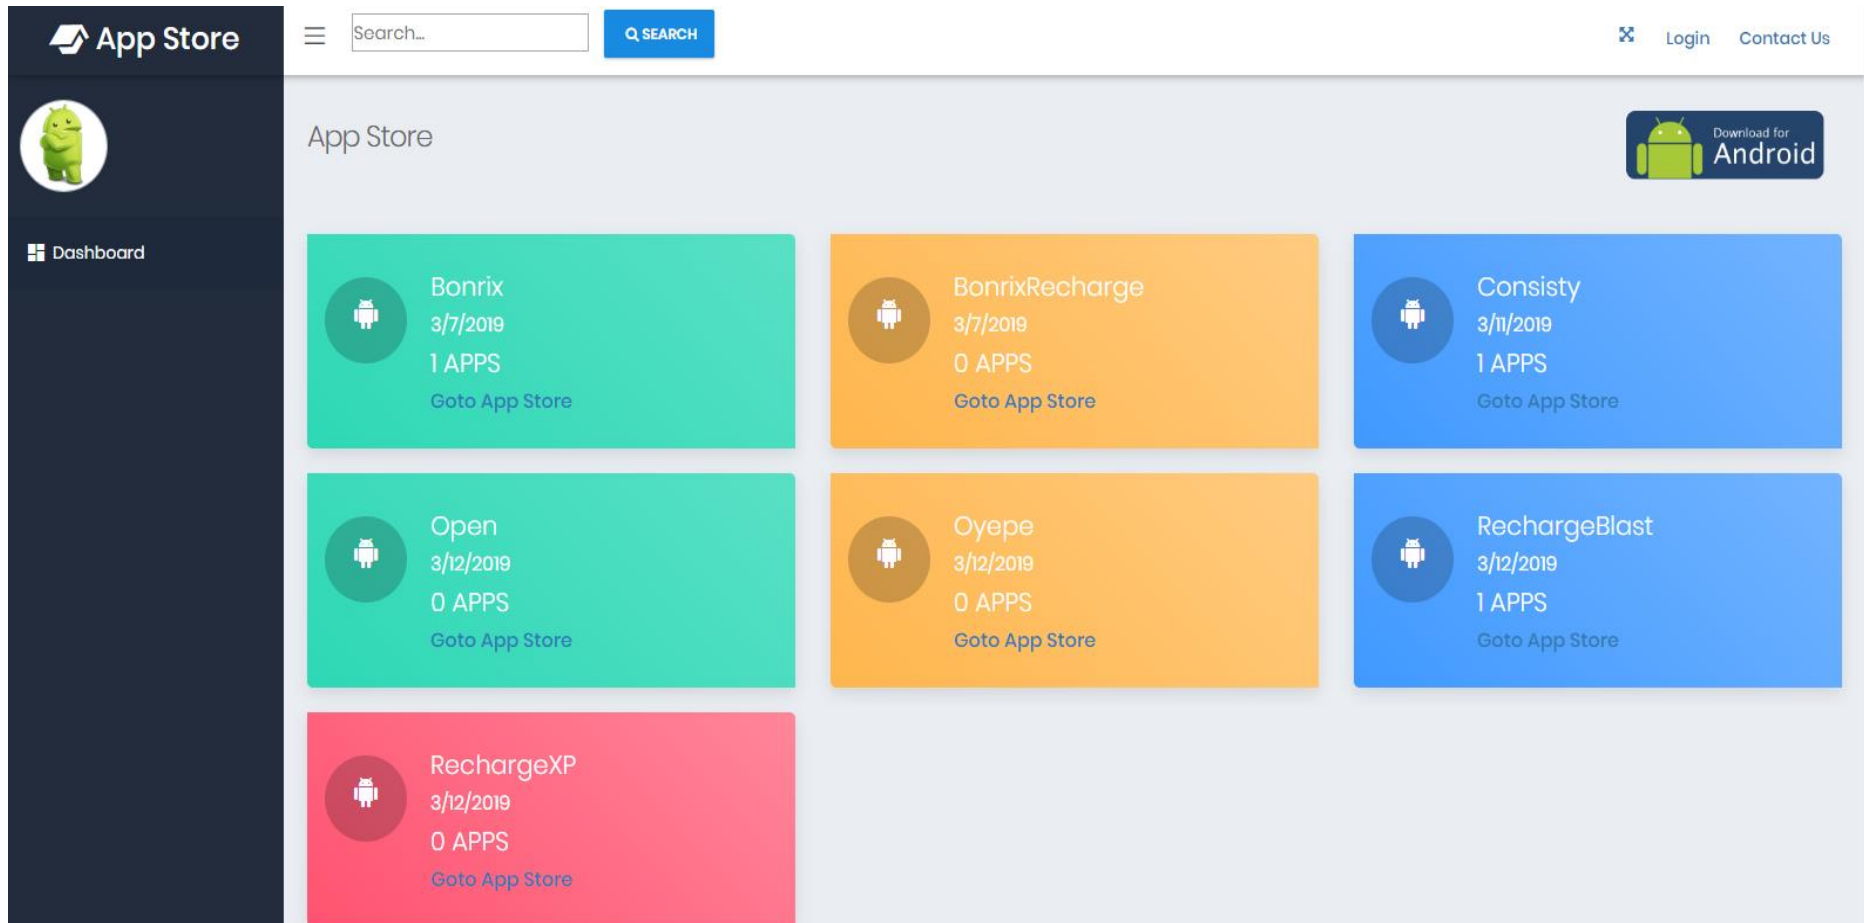 App Store
Search...
SEARCH
Login
Contact Us
App Store
Download for
Android
Dashboard
Bonrix
3/7/2019
1 APPS
Goto App Store
BonrixRecharge
3/7/2019
0 APPS
Goto App Store
Consisty
3/11/2019
1 APPS
Goto App Store
Open
3/12/2019
0 APPS
Goto App Store
Oyepe
3/12/2019
0 APPS
Goto App Store
RechargeBlast
3/12/2019
1 APPS
Goto App Store
RechargeXP
3/12/2019
0 APPS
Goto App Store